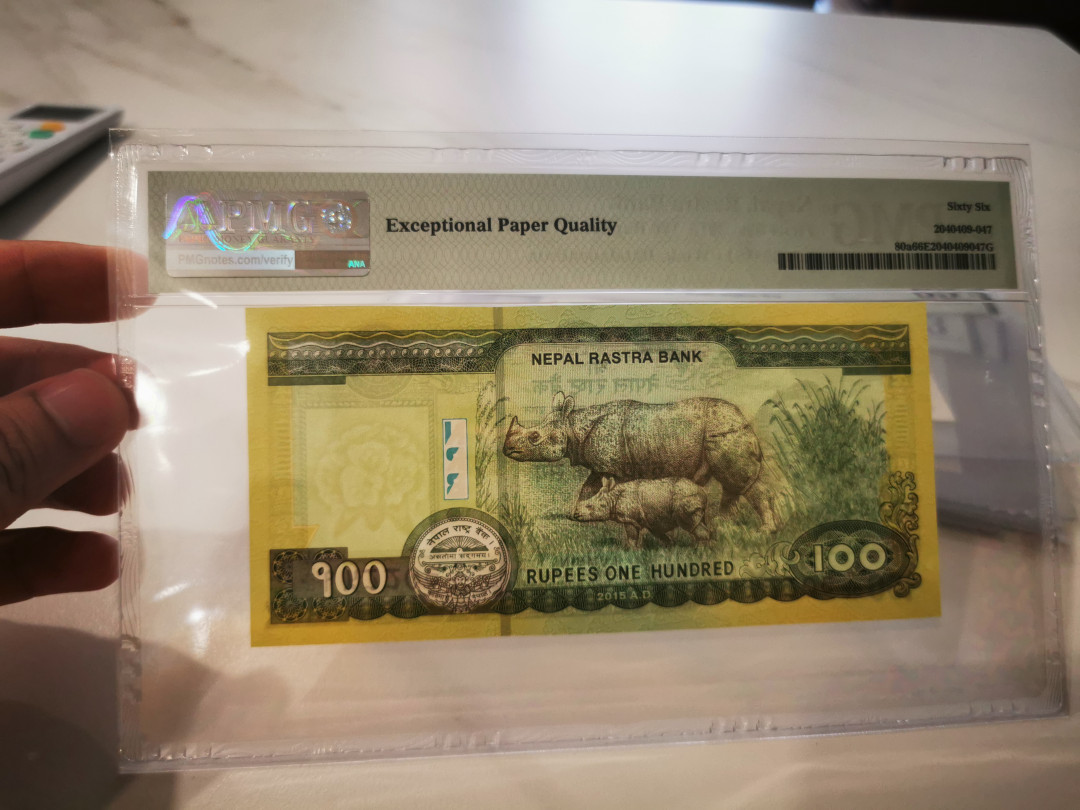 PMG
PMGnotes.com/verify
ANA
Exceptional Paper Quality
Sixty Six
2040409-047
80a66E2040409047G
NEPAL RASTRA BANK
नेपाल राष्ट्र बैंक
१००
RUPEES ONE HUNDRED
2015 A.D.
100